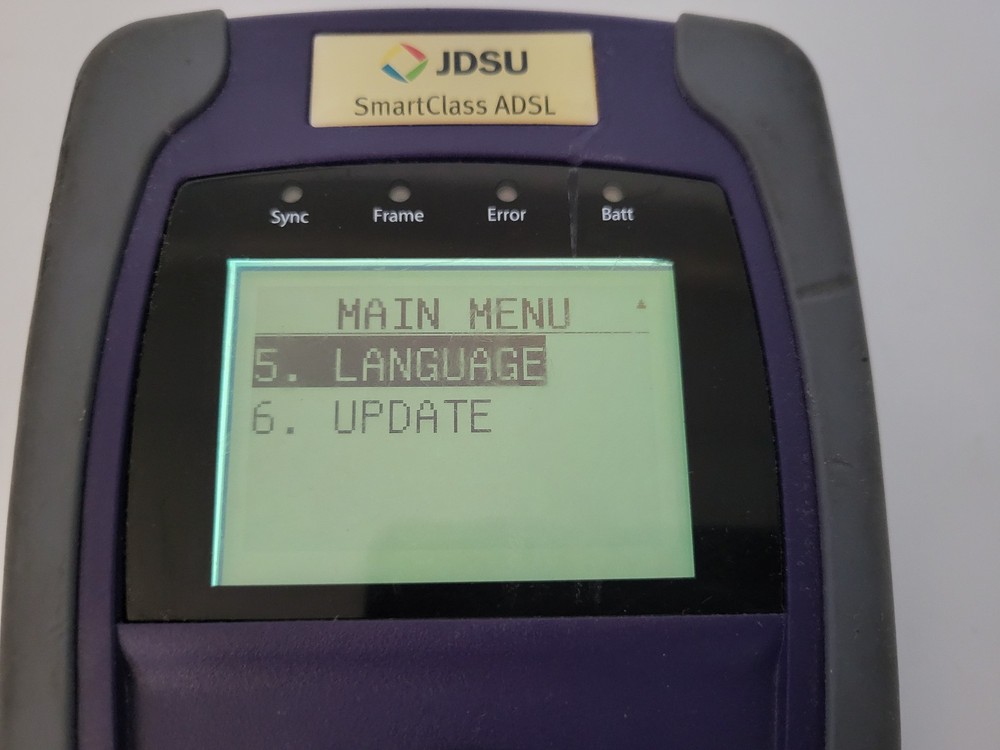 JDSU
SmartClass ADSL
Sync Frame Error Batt
MAIN MENU
5. LANGUAGE
6. UPDATE